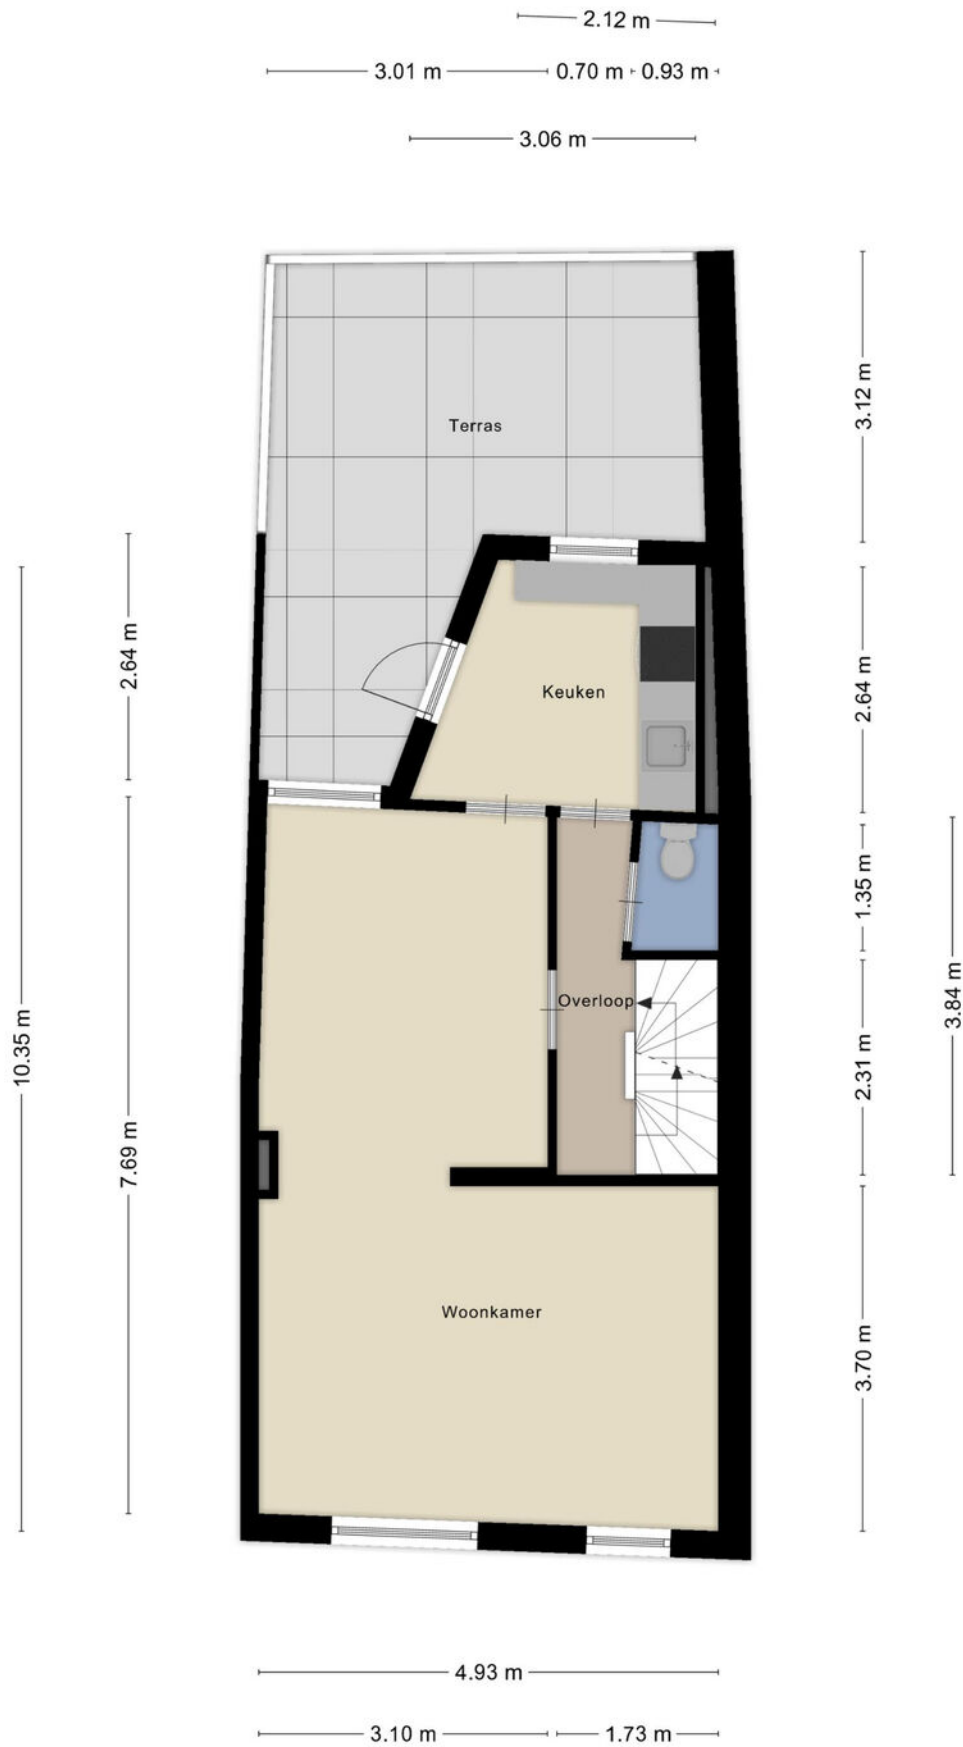 2.12 m
3.01 m
0.70 m
0.93 m
3.06 m
Terras
3.12 m
2.64 m
Keuken
2.64 m
1.35 m
Overloop
3.84 m
10.35 m
2.31 m
7.69 m
Woonkamer
3.70 m
4.93 m
3.10 m
1.73 m